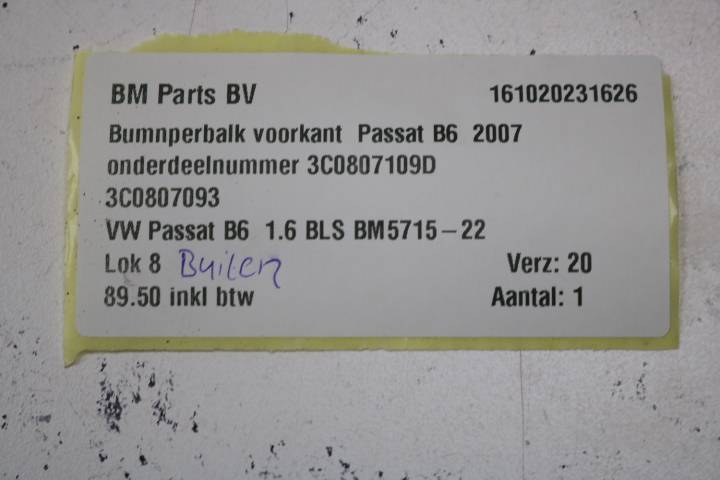 BM Parts BV 161020231626
Bumnperbalk voorkant Passat B6 2007
onderdeelnummer 3C0807109D
3C0807093
VW Passat B6 1.6 BLS BM5715-22
Lok 8 Builen Verz: 20
89.50 inkl btw Aantal: 1